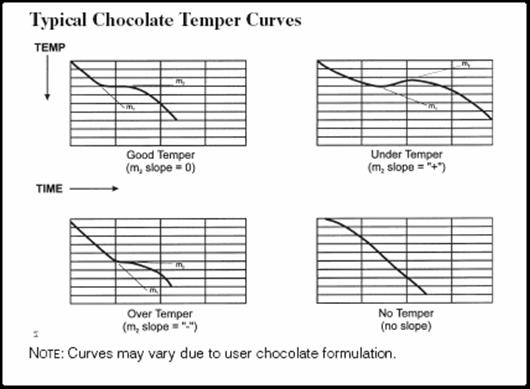 Typical Chocolate Temper Curves
TEMP
m₂
m₁
Good Temper
(m₂ slope = 0)
m₂
m₁
Under Temper
(m₂ slope = "+")
TIME
m₂
m₁
Over Temper
(m₂ slope = "-")
No Temper
(no slope)
NOTE: Curves may vary due to user chocolate formulation.